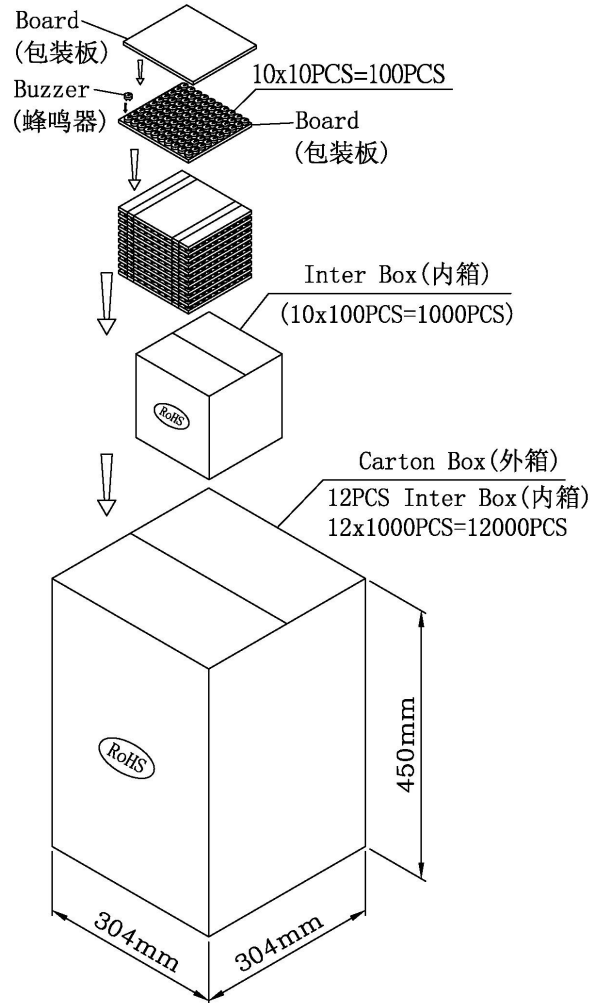 Board
(包装板)
10x10PCS=100PCS
Buzzer
(蜂鸣器)
Board
(包装板)
Inter Box(内箱)
(10x100PCS=1000PCS)
RoHS
Carton Box(外箱)
12PCS Inter Box(内箱)
12x1000PCS=12000PCS
RoHS
450mm
304mm
304mm